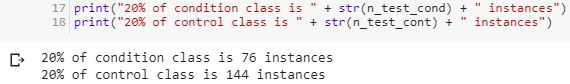 17 print("20% of condition class is " + str(n_test_cond) + " instances")
18 print("20% of control class is " + str(n_test_cont) + " instances")
20% of condition class is 76 instances
20% of control class is 144 instances